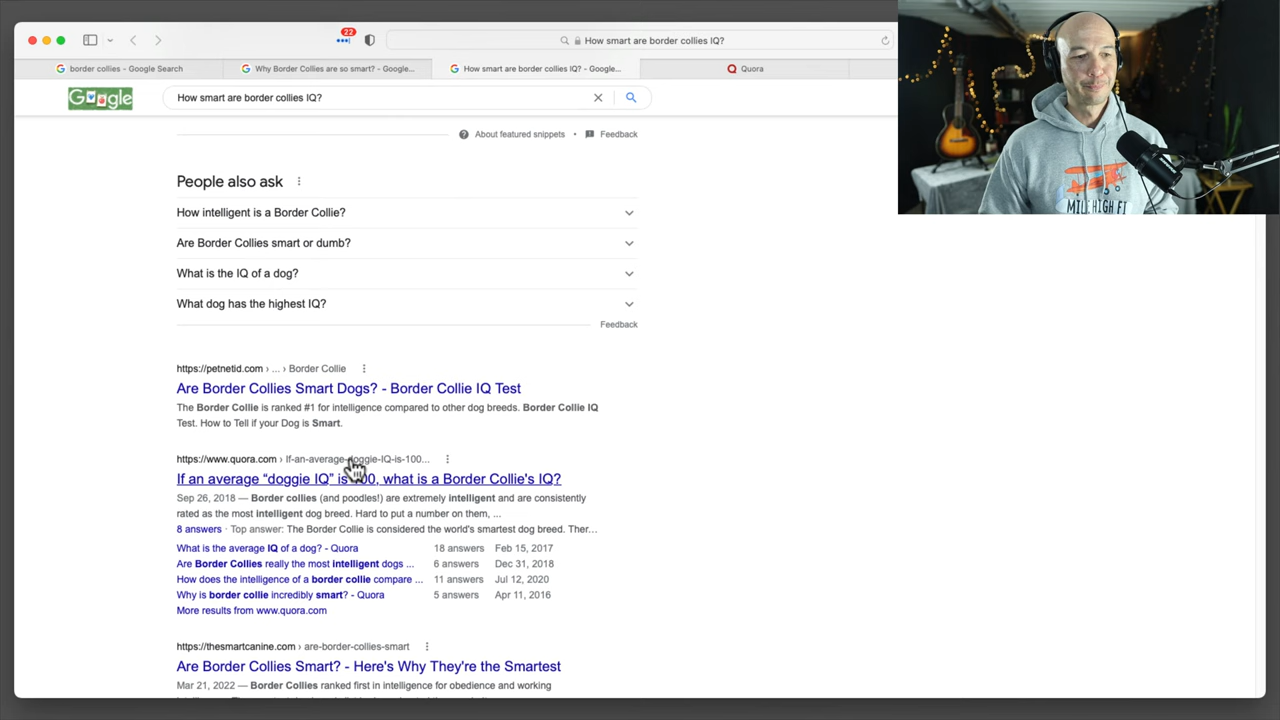 22
How smart are border collies IQ?
border collies - Google Search
Why Border Collies are so smart? - Google...
How smart are border collies IQ? - Google...
Quora
Google
How smart are border collies IQ?
About featured snippets • Feedback
People also ask
How intelligent is a Border Collie?
Are Border Collies smart or dumb?
What is the IQ of a dog?
What dog has the highest IQ?
Feedback
https://petnetid.com › ... › Border Collie
Are Border Collies Smart Dogs? - Border Collie IQ Test
The Border Collie is ranked #1 for intelligence compared to other dog breeds. Border Collie IQ
Test. How to Tell if your Dog is Smart.
https://www.quora.com › If-an-average-doggie-IQ-is-100...
If an average “doggie IQ” is 100, what is a Border Collie's IQ?
Sep 26, 2018 — Border collies (and poodles!) are extremely intelligent and are consistently
rated as the most intelligent dog breed. Hard to put a number on them, ...
8 answers · Top answer: The Border Collie is considered the world's smartest dog breed. Ther...
What is the average IQ of a dog? - Quora 18 answers Feb 15, 2017
Are Border Collies really the most intelligent dogs ... 6 answers Dec 31, 2018
How does the intelligence of a border collie compare ... 11 answers Jul 12, 2020
Why is border collie incredibly smart? - Quora 5 answers Apr 11, 2016
More results from www.quora.com
https://thesmartcanine.com › are-border-collies-smart
Are Border Collies Smart? - Here's Why They're the Smartest
Mar 21, 2022 — Border Collies ranked first in intelligence for obedience and working